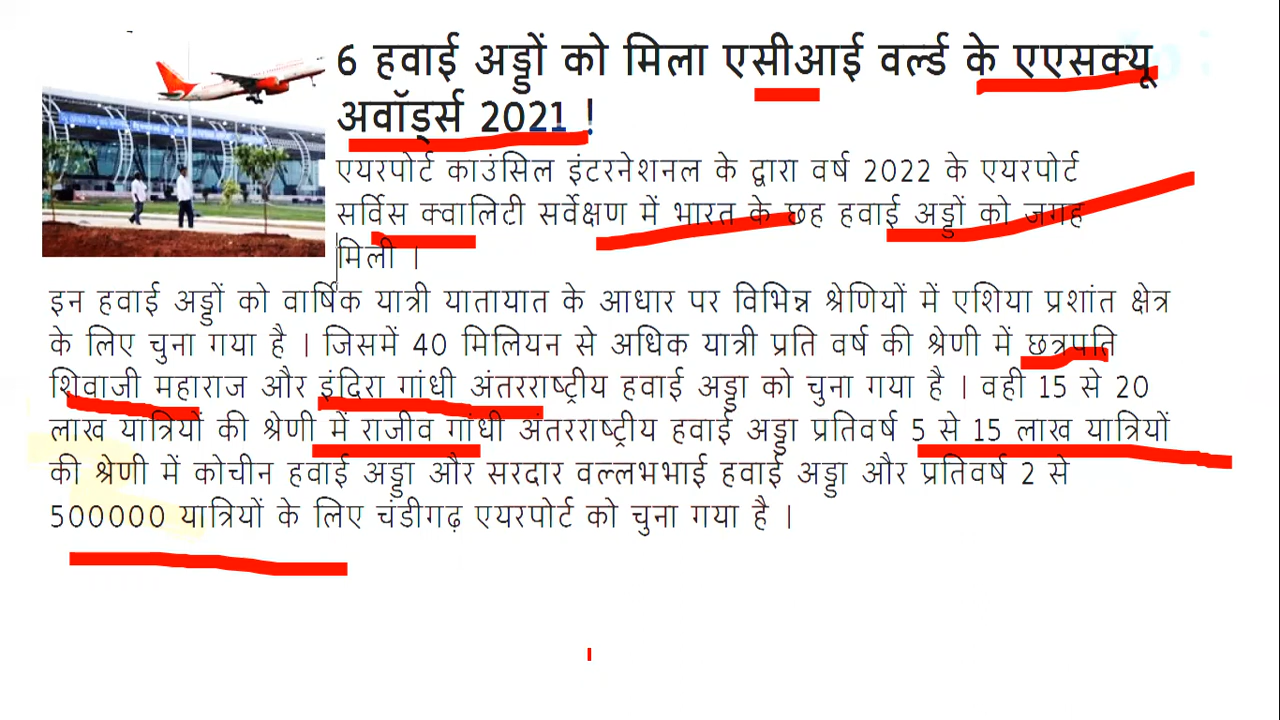 6 हवाई अड्डों को मिला एसीआई वर्ल्ड के एएसक्यू
अवॉर्ड्स 2021 !
एयरपोर्ट काउंसिल इंटरनेशनल के द्वारा वर्ष 2022 के एयरपोर्ट
सर्विस क्वालिटी सर्वेक्षण में भारत के छह हवाई अड्डों को जगह
मिली ।
इन हवाई अड्डों को वार्षिक यात्री यातायात के आधार पर विभिन्न श्रेणियों में एशिया प्रशांत क्षेत्र
के लिए चुना गया है । जिसमें 40 मिलियन से अधिक यात्री प्रति वर्ष की श्रेणी में छत्रपति
शिवाजी महाराज और इंदिरा गांधी अंतरराष्ट्रीय हवाई अड्डा को चुना गया है । वही 15 से 20
लाख यात्रियों की श्रेणी में राजीव गांधी अंतरराष्ट्रीय हवाई अड्डा प्रतिवर्ष 5 से 15 लाख यात्रियों
की श्रेणी में कोचीन हवाई अड्डा और सरदार वल्लभभाई हवाई अड्डा और प्रतिवर्ष 2 से
500000 यात्रियों के लिए चंडीगढ़ एयरपोर्ट को चुना गया है ।